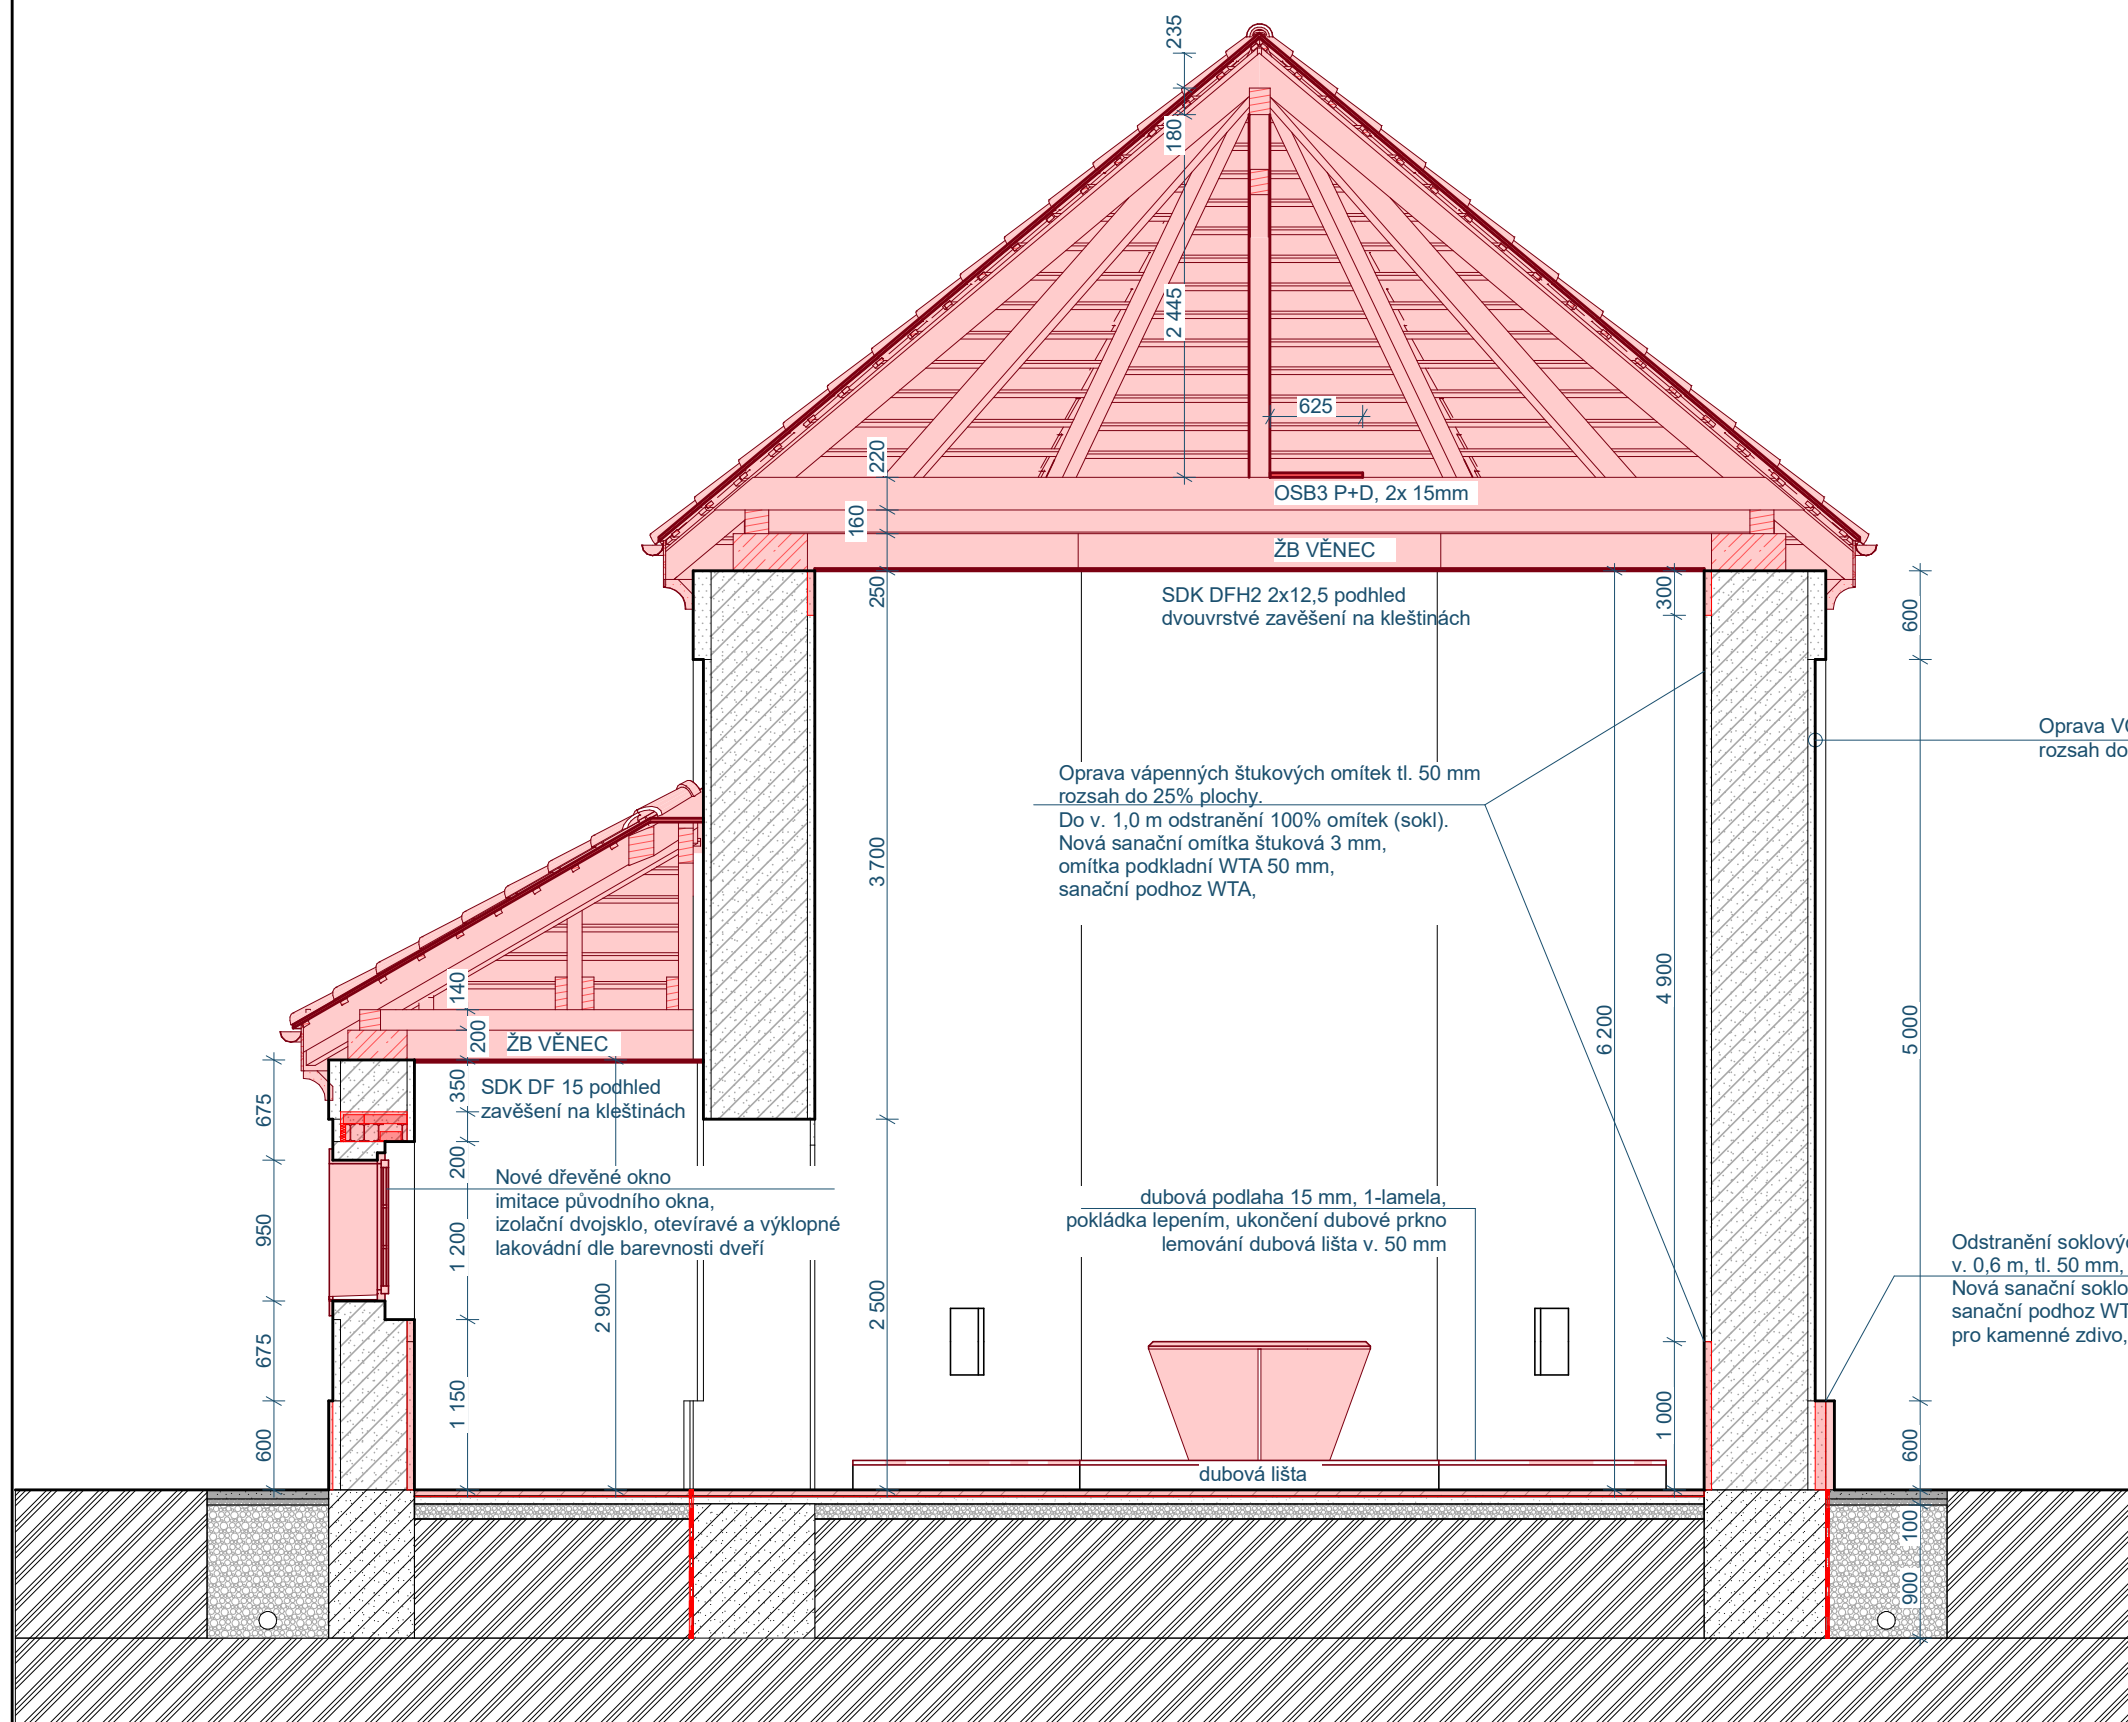 235
180
2 445
625
220
OSB3 P+D, 2x 15mm
160
ŽB VĚNEC
250
SDK DFH2 2x12,5 podhled
dvouvrstvé zavěšení na kleštinách
300
600
Oprava
rozsah do
Oprava vápenných štukových omítek tl. 50 mm
rozsah do 25% plochy.
Do v. 1,0 m odstranění 100% omítek (sokl).
Nová sanační omítka štuková 3 mm,
omítka podkladní WTA 50 mm,
sanační podhoz WTA,
3 700
4 900
6 200
5 000
140
200
ŽB VĚNEC
350
SDK DF 15 podhled
zavěšení na kleštinách
675
200
Nové dřevěné okno
imitace původního okna,
izolační dvojsklo, otevíravé a výklopné
lakovádní dle barevnosti dveří
950
1 200
2 900
2 500
dubová podlaha 15 mm, 1-lamela,
pokládka lepením, ukončení dubové prkno
lemování dubová lišta v. 50 mm
Odstranění
v. 0,6 m, tl. 50 mm,
Nová sanační
sanační podhoz
pro kamenné zdivo,
675
1 150
1 000
600
600
dubová lišta
100
900